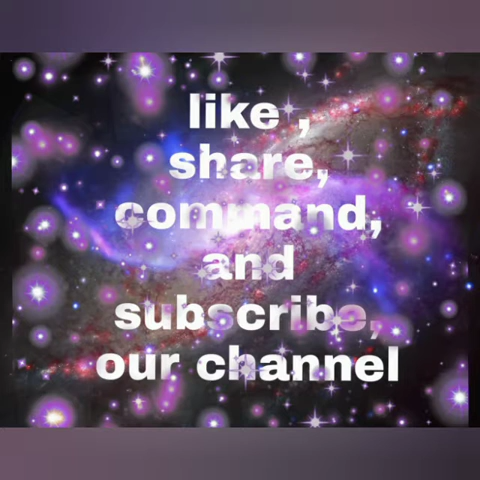 like ,
share,
command,
and
subscribe,
our channel